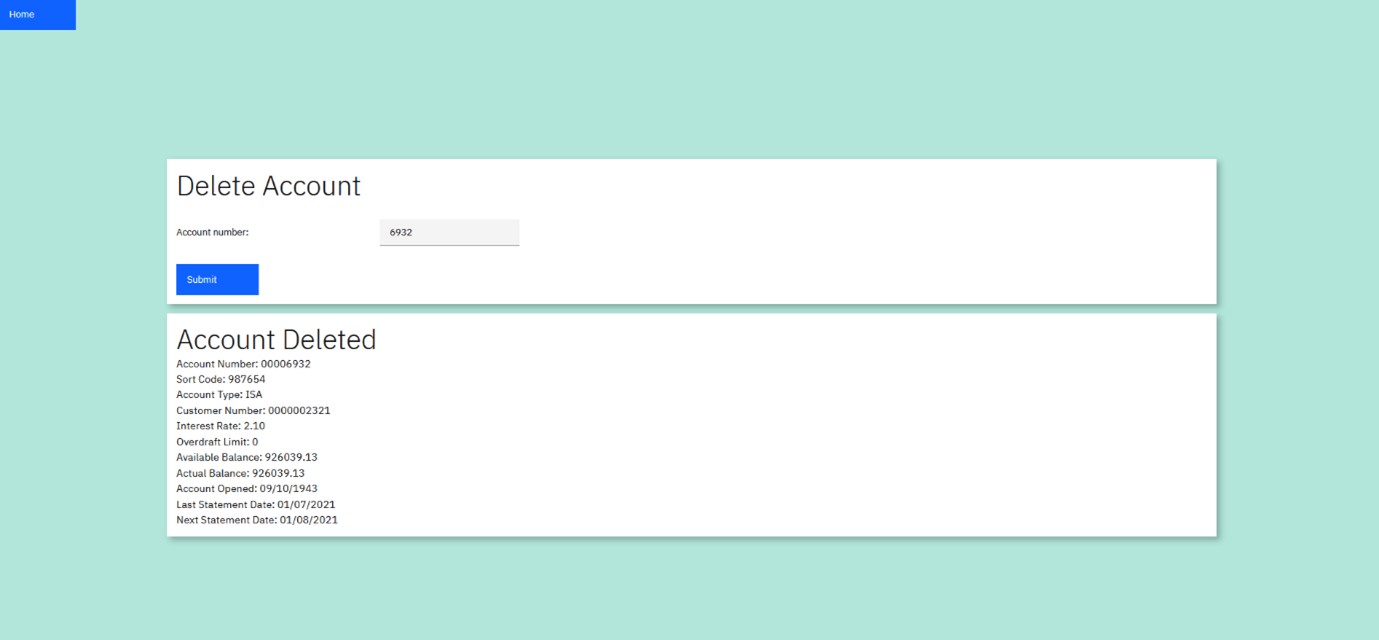 Home
Delete Account
Account number: 6932
Submit
Account Deleted
Account Number: 00006932
Sort Code: 987654
Account Type: ISA
Customer Number: 0000002321
Interest Rate: 2.10
Overdraft Limit: 0
Available Balance: 926039.13
Actual Balance: 926039.13
Account Opened: 09/10/1943
Last Statement Date: 01/07/2021
Next Statement Date: 01/08/2021